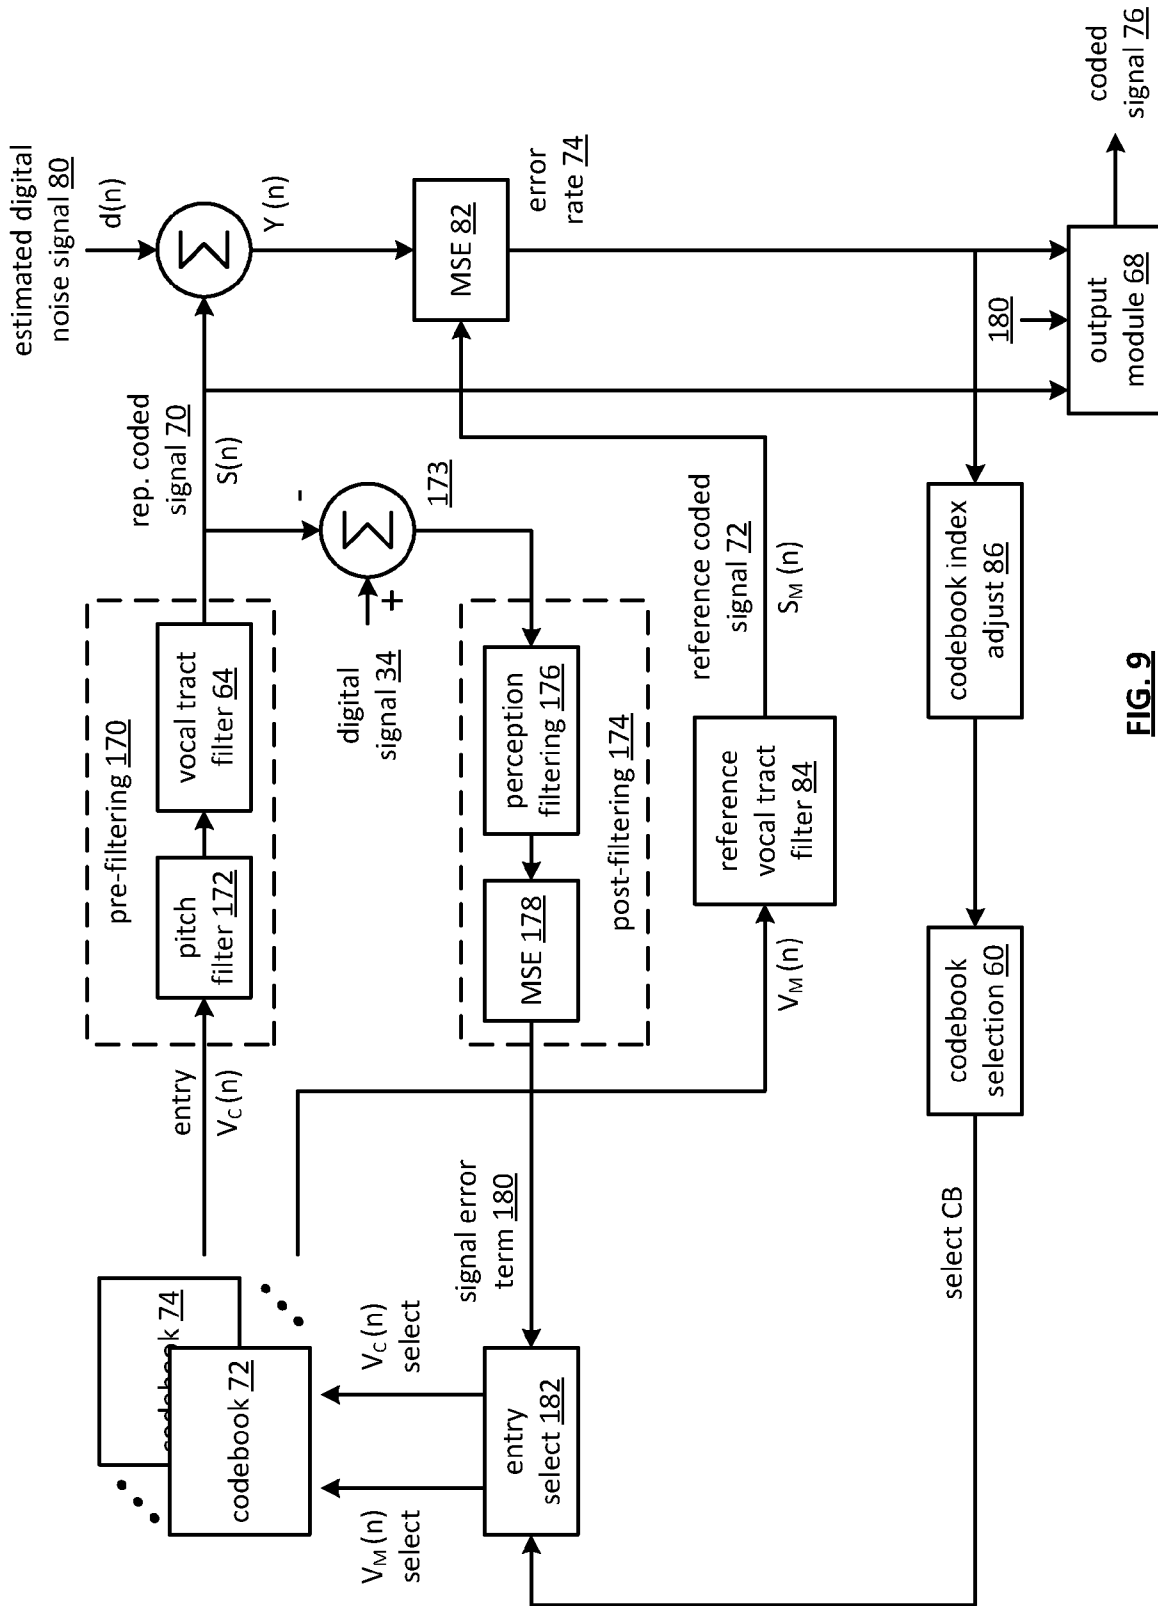 estimated digital
noise signal 80
d(n)
Y (n)
rep. coded
signal 70
S(n)
pre-filtering 170
pitch
filter 172
vocal tract
filter 64
entry
VC (n)
codebook 74
codebook 72
MSE 82
error
rate 74
-
+
173
digital
signal 34
perception
filtering 176
MSE 178
post-filtering 174
signal error
term 180
VC (n)
select
VM (n)
select
entry
select 182
reference coded
signal 72
SM (n)
reference
vocal tract
filter 84
VM (n)
180
output
module 68
coded
signal 76
codebook index
adjust 86
codebook
selection 60
select CB
FIG. 9
Σ
Σ